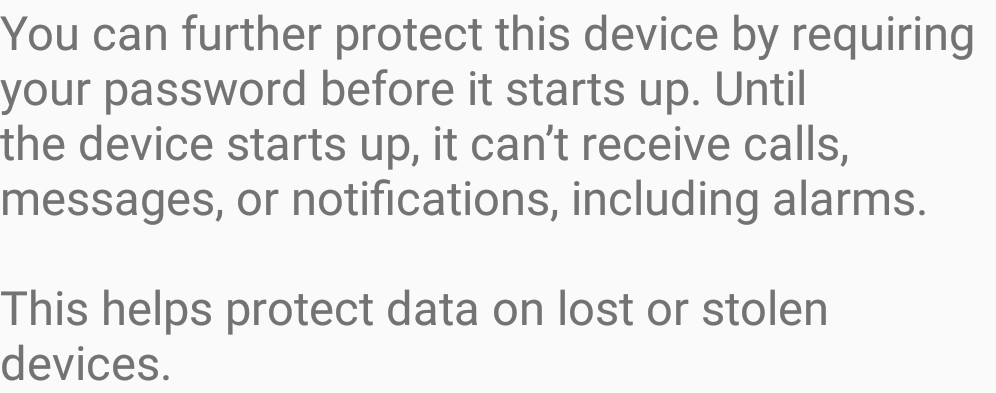 You can further protect this device by requiring
your password before it starts up. Until
the device starts up, it can’t receive calls,
messages, or notifications, including alarms.
This helps protect data on lost or stolen
devices.